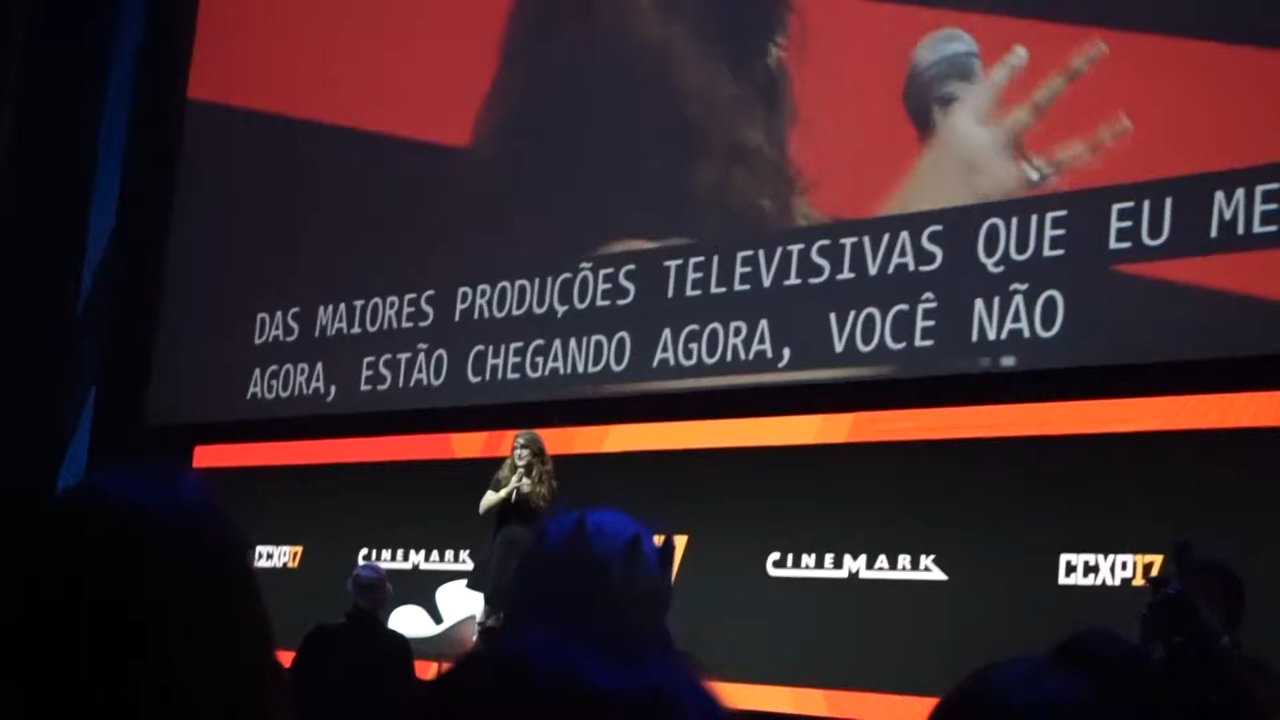 DAS MAIORES PRODUÇÕES TELEVISIVAS QUE EU ME
AGORA, ESTÃO CHEGANDO AGORA, VOCÊ NÃO
CCXP17 CINEMARK CINEMARK CCXP17